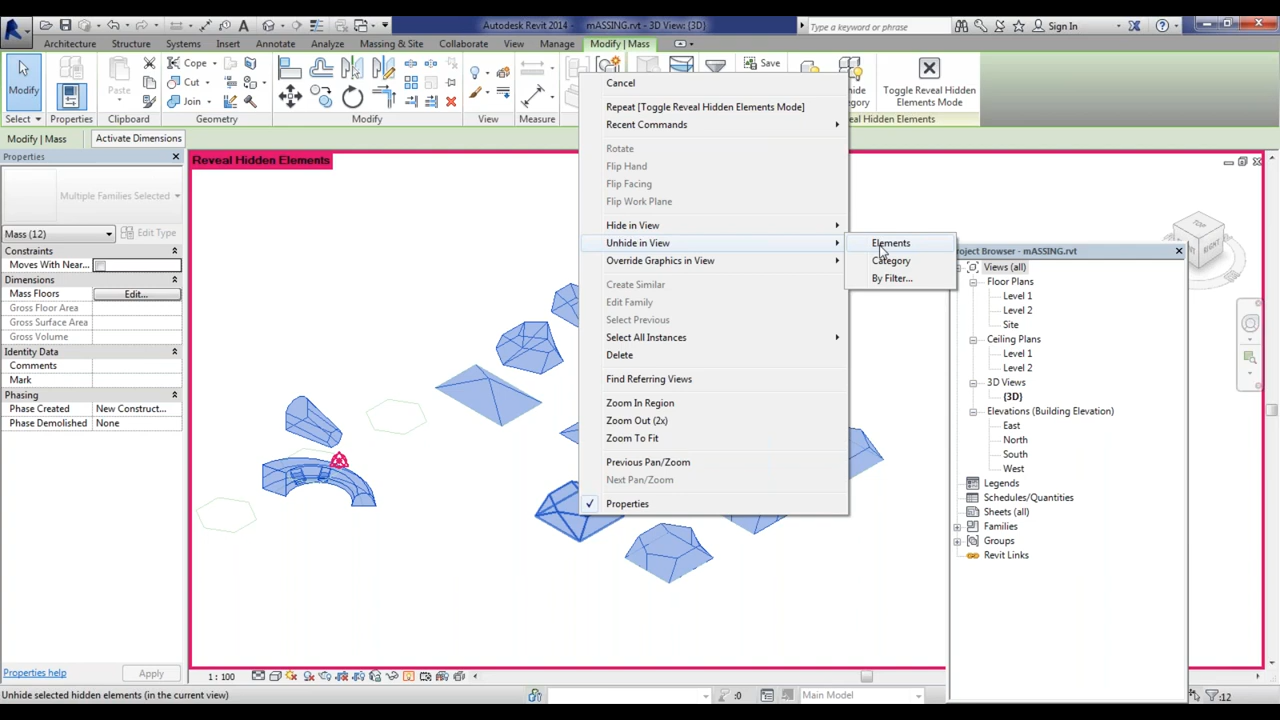 Autodesk Revit 2014 - mASSING.rvt - 3D View: {3D}
Type a keyword or phrase
Sign In
Architecture Structure Systems Insert Annotate Analyze Massing & Site Collaborate View Manage Modify | Mass
Modify
Properties
Paste
Cope
Cut
Join
Save
Toggle Reveal Hidden
Elements Mode
Select Properties Clipboard Geometry Modify View Measure
Modify | Mass
Activate Dimensions
Properties
Multiple Families Selected
Mass (12)
Edit Type
Constraints
Moves With Near...
Dimensions
Mass Floors Edit...
Gross Floor Area
Gross Surface Area
Gross Volume
Identity Data
Comments
Mark
Phasing
Phase Created New Construct...
Phase Demolished None
Properties help
Apply
Reveal Hidden Elements
Cancel
Repeat [Toggle Reveal Hidden Elements Mode]
Recent Commands
Rotate
Flip Hand
Flip Facing
Flip Work Plane
Hide in View
Unhide in View
Override Graphics in View
Create Similar
Edit Family
Select Previous
Select All Instances
Delete
Find Referring Views
Zoom In Region
Zoom Out (2x)
Zoom To Fit
Previous Pan/Zoom
Next Pan/Zoom
Properties
Elements
Category
By Filter...
TOP
RIGHT
roject Browser - mASSING.rvt
Views (all)
Floor Plans
Level 1
Level 2
Site
Ceiling Plans
Level 1
Level 2
3D Views
{3D}
Elevations (Building Elevation)
East
North
South
West
Legends
Schedules/Quantities
Sheets (all)
Families
Groups
Revit Links
1 : 100
Unhide selected hidden elements (in the current view)
:0
Main Model
:12